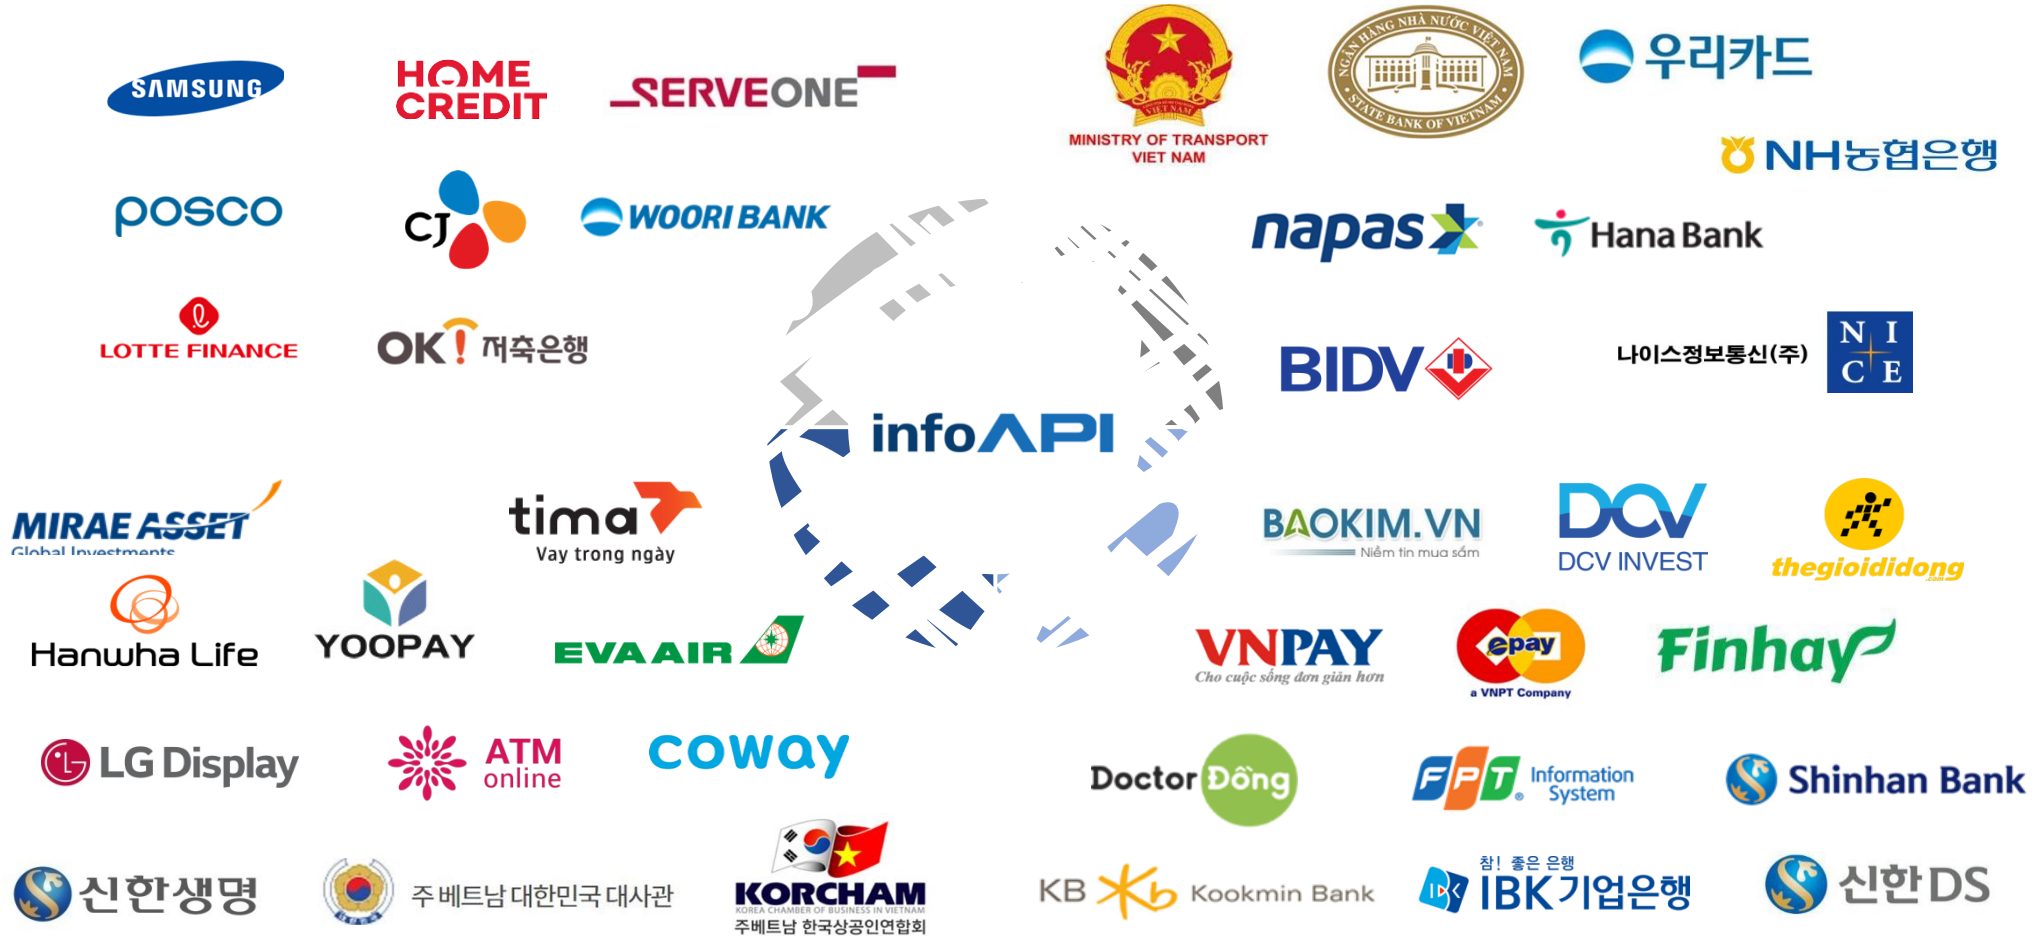 SAMSUNG
HOME
CREDIT
SERVEONE
VIET NAM
MINISTRY OF TRANSPORT
VIET NAM
NGÂN HÀNG NHÀ NƯỚC VIỆT NAM
STATE BANK OF VIETNAM
우리카드
NH농협은행
posco
CJ
WOORI BANK
napas
Hana Bank
LOTTE FINANCE
OK! 저축은행
BIDV
나이스정보통신(주)
N I
C E
infoAPI
MIRAE ASSET
Global Investments
tima
Vay trong ngày
BAOKIM.VN
Niềm tin mua sắm
DCV
DCV INVEST
thegioididong
.com
Hanwha Life
YOOPAY
EVA AIR
VNPAY
Cho cuộc sống đơn giản hơn
epay
a VNPT Company
Finhay
LG Display
ATM
online
coway
Doctor Đồng
FPT Information
System
Shinhan Bank
신한생명
주 베트남 대한민국 대사관
KORCHAM
KOREA CHAMBER OF BUSINESS IN VIETNAM
주베트남 한국상공인연합회
KB Kb Kookmin Bank
참! 좋은 은행
IBK기업은행
신한DS